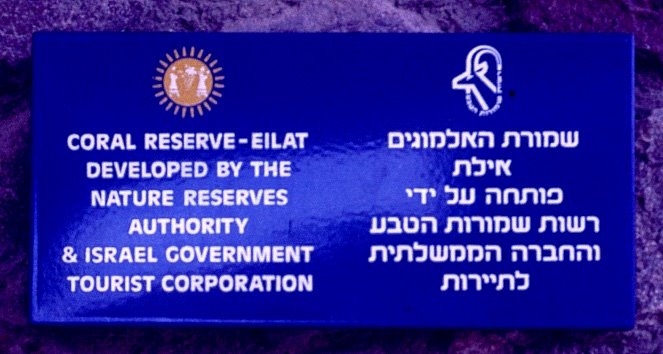 CORAL RESERVE-EILAT
DEVELOPED BY THE
NATURE RESERVES
AUTHORITY
& ISRAEL GOVERNMENT
TOURIST CORPORATION
שמורת האלמוגים
אילת
פותחה על ידי
רשות שמורות הטבע
והחברה הממשלתית
לתיירות